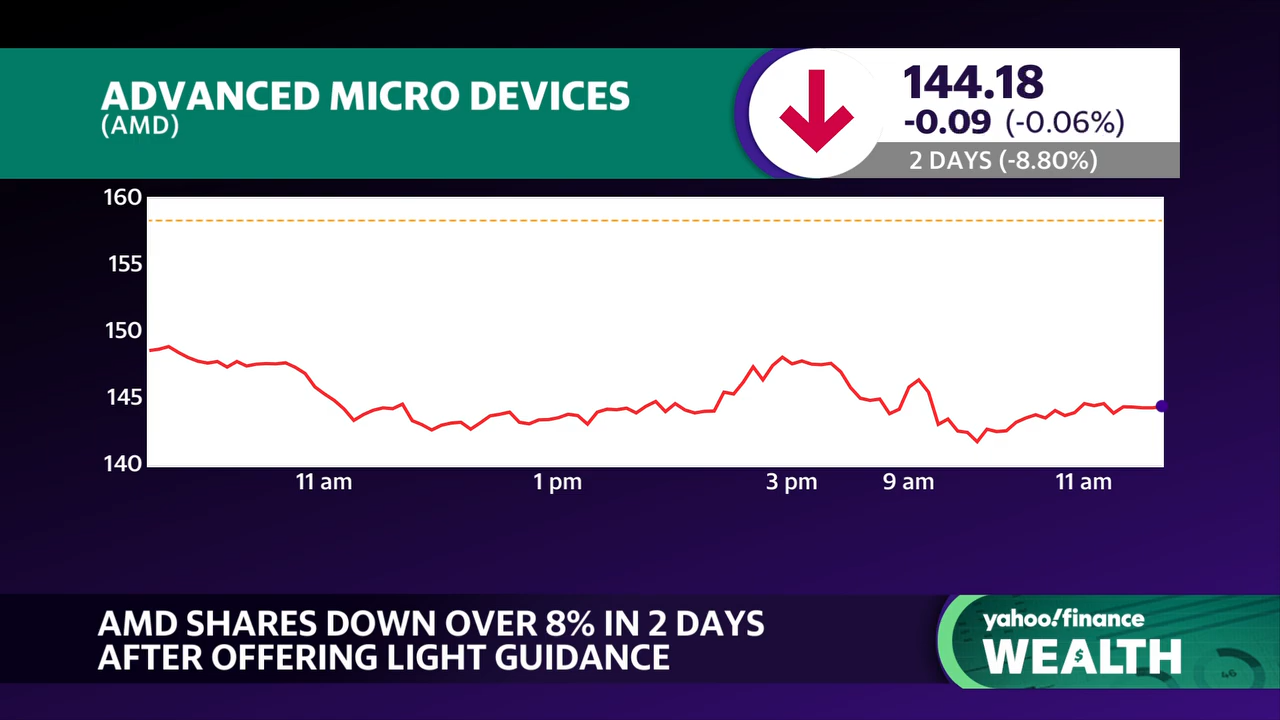 ADVANCED MICRO DEVICES
(AMD)
144.18
-0.09 (-0.06%)
2 DAYS (-8.80%)
160
155
150
145
140
11 am 1 pm 3 pm 9 am 11 am
AMD SHARES DOWN OVER 8% IN 2 DAYS
AFTER OFFERING LIGHT GUIDANCE
yahoo!finance
WEALTH